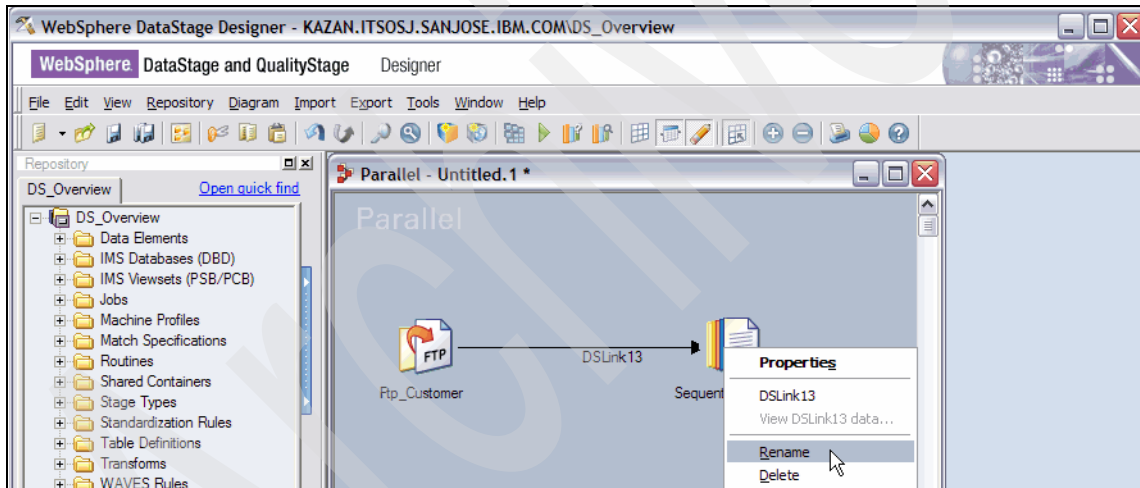 WebSphere DataStage Designer - KAZAN.ITSOSJ.SANJOSE.IBM.COM\DS_Overview
WebSphere. DataStage and QualityStage Designer
File Edit View Repository Diagram Import Export Tools Window Help
Repository
DS_Overview Open quick find
DS_Overview
Data Elements
IMS Databases (DBD)
IMS Viewsets (PSB/PCB)
Jobs
Machine Profiles
Match Specifications
Routines
Shared Containers
Stage Types
Standardization Rules
Table Definitions
Transforms
WAVES Rules
Parallel - Untitled.1 *
Parallel
FTP
DSLink13
Ftp_Customer
Sequent
Properties
DSLink13
View DSLink13 data...
Rename
Delete